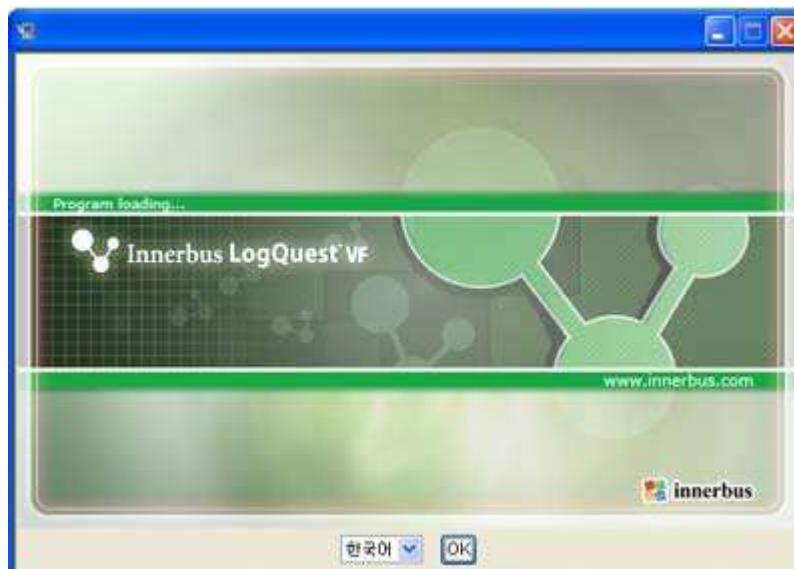 Program loading...
Innerbus LogQuest VF
www.innerbus.com
innerbus
한국어 OK